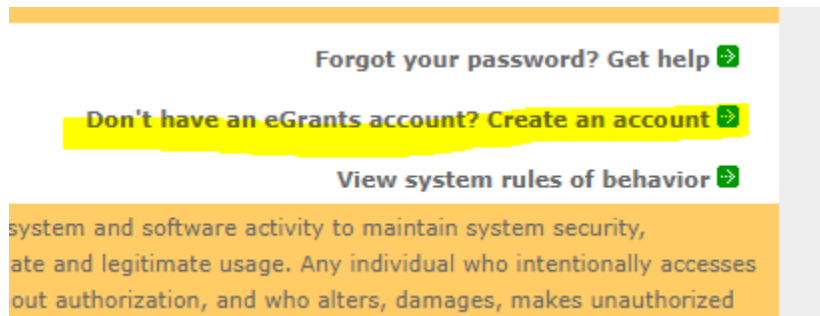 Forgot your password? Get help
Don't have an eGrants account? Create an account
View system rules of behavior
system and software activity to maintain system security,
ate and legitimate usage. Any individual who intentionally accesses
out authorization, and who alters, damages, makes unauthorized